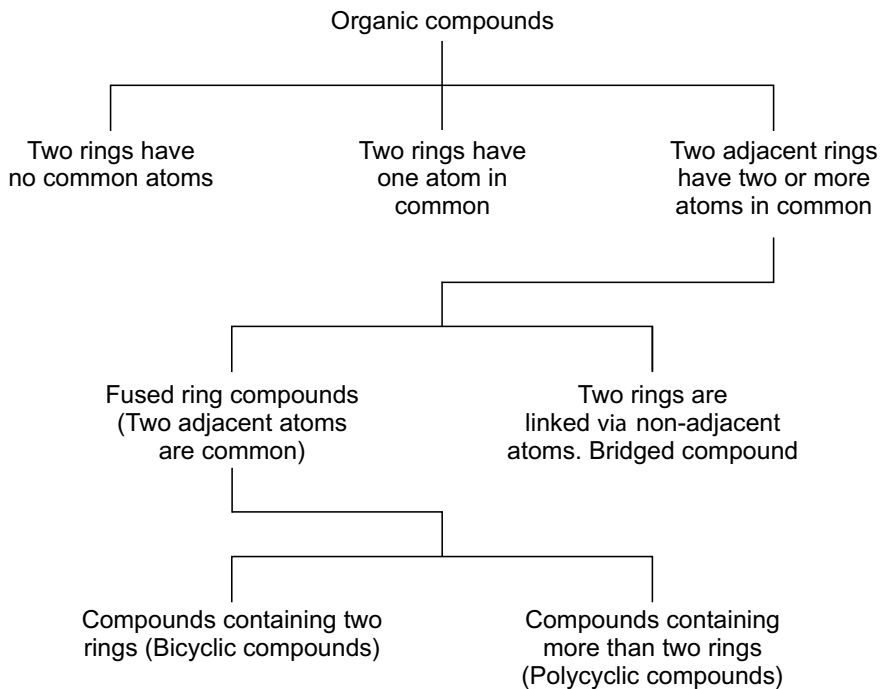 Organic compounds
Two rings have
no common atoms
Two rings have
one atom in
common
Two adjacent rings
have two or more
atoms in common
Fused ring compounds
(Two adjacent atoms
are common)
Two rings are
linked via non-adjacent
atoms. Bridged compound
Compounds containing two
rings (Bicyclic compounds)
Compounds containing
more than two rings
(Polycyclic compounds)